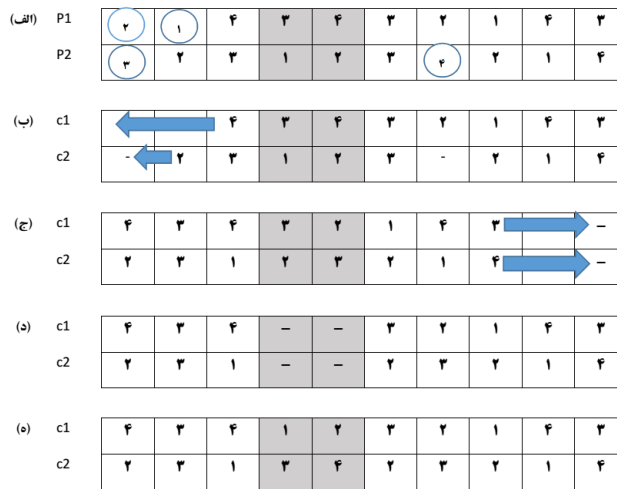 (الف) P1 ۲ ۱ ۴ ۳ ۴ ۳ ۲ ۱ ۴ ۳
P2 ۳ ۲ ۳ ۱ ۲ ۳ ۴ ۲ ۱ ۴
(ب) c1 ۴ ۳ ۴ ۳ ۲ ۱ ۴ ۳
c2 - ۲ ۳ ۱ ۲ ۳ - ۲ ۱ ۴
(ج) c1 ۴ ۳ ۴ ۳ ۲ ۱ ۴ ۳ –
c2 ۲ ۳ ۱ ۲ ۳ ۲ ۱ ۴ –
(د) c1 ۴ ۳ ۴ – – ۳ ۲ ۱ ۴ ۳
c2 ۲ ۳ ۱ – – ۲ ۳ ۲ ۱ ۴
(ه) c1 ۴ ۳ ۴ ۱ ۲ ۳ ۲ ۱ ۴ ۳
c2 ۲ ۳ ۱ ۳ ۴ ۲ ۳ ۲ ۱ ۴